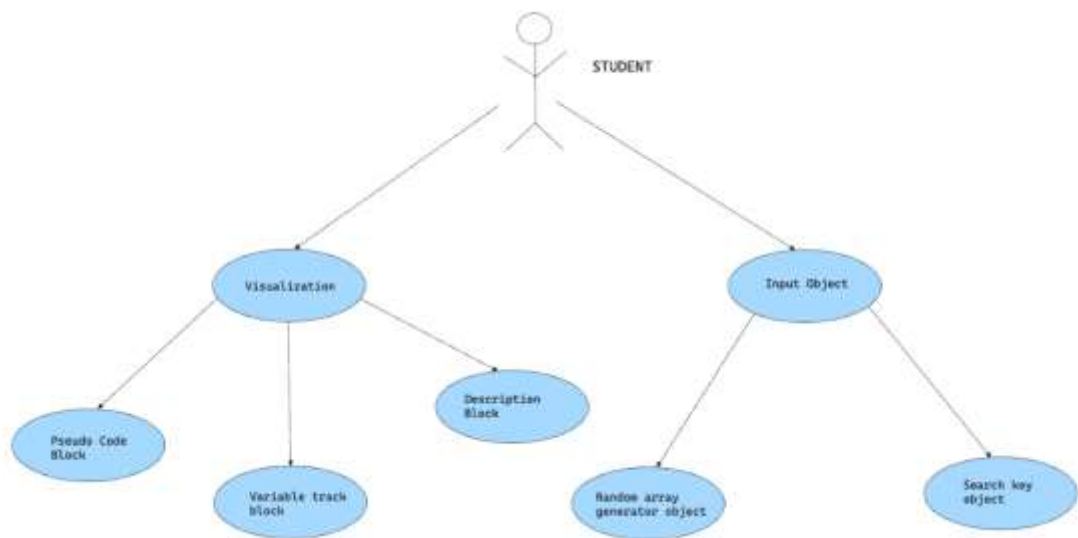 STUDENT
Visualization
Input Object
Description
Block
Pseudo Code
Block
Variable track
block
Random array
generator object
Search key
object